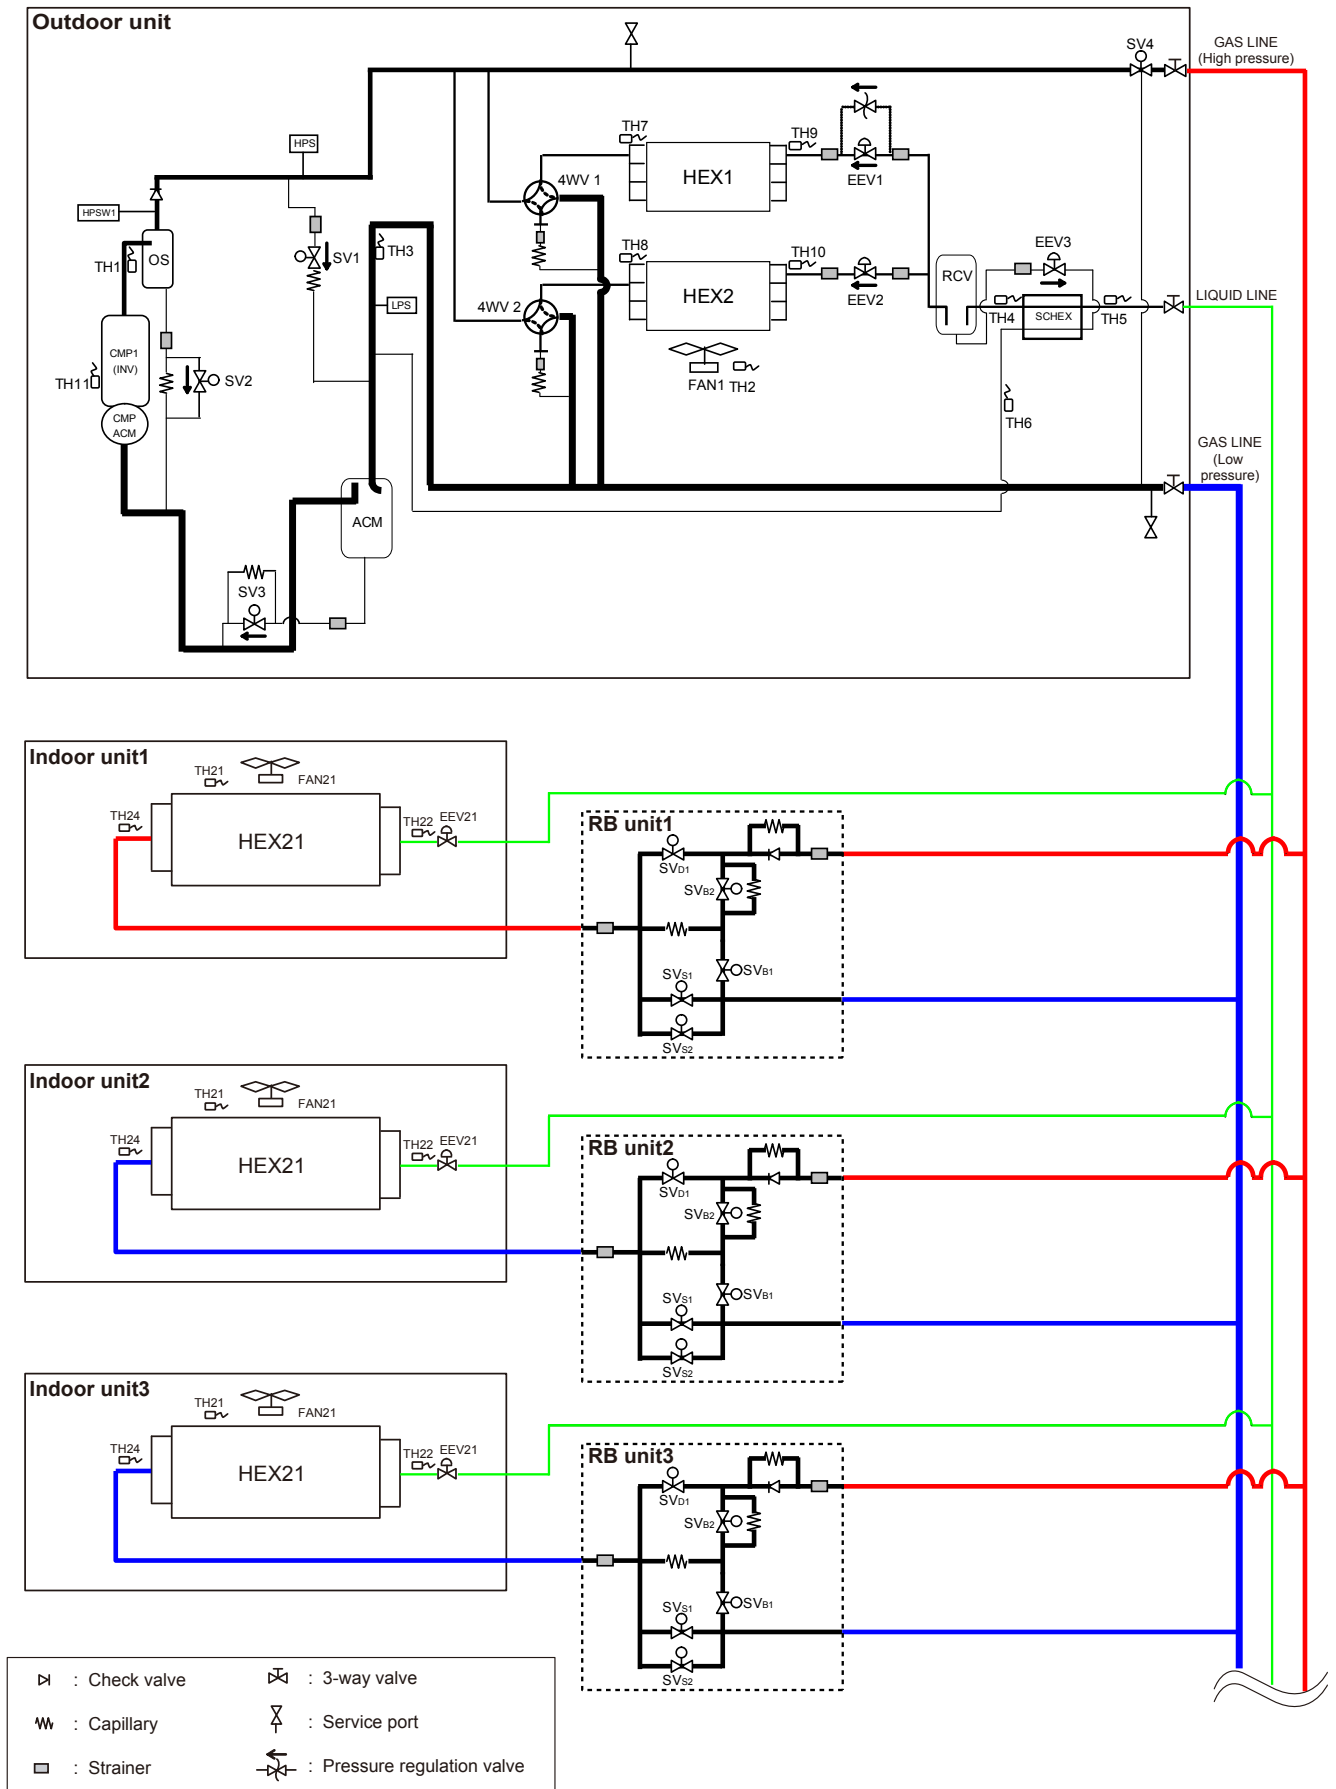 Outdoor unit
SV4
GAS LINE
(High pressure)
HPS
TH7
TH9
HEX1
EEV1
4WV 1
HPSW1
OS
TH1
SV1
TH3
TH8
TH10
EEV3
RCV
HEX2
EEV2
LIQUID LINE
LPS
4WV 2
TH4
SCHEX
TH5
CMP1
(INV)
TH11
SV2
FAN1
TH2
CMP
ACM
TH6
GAS LINE
(Low
pressure)
ACM
SV3
Indoor unit1
TH21
FAN21
TH24
HEX21
TH22
EEV21
RB unit1
SVD1
SVB2
SVS1
SVB1
SVS2
Indoor unit2
TH21
FAN21
TH24
HEX21
TH22
EEV21
RB unit2
SVD1
SVB2
SVS1
SVB1
SVS2
Indoor unit3
TH21
FAN21
TH24
HEX21
TH22
EEV21
RB unit3
SVD1
SVB2
SVS1
SVB1
SVS2
: Check valve
: 3-way valve
: Capillary
: Service port
: Strainer
: Pressure regulation valve